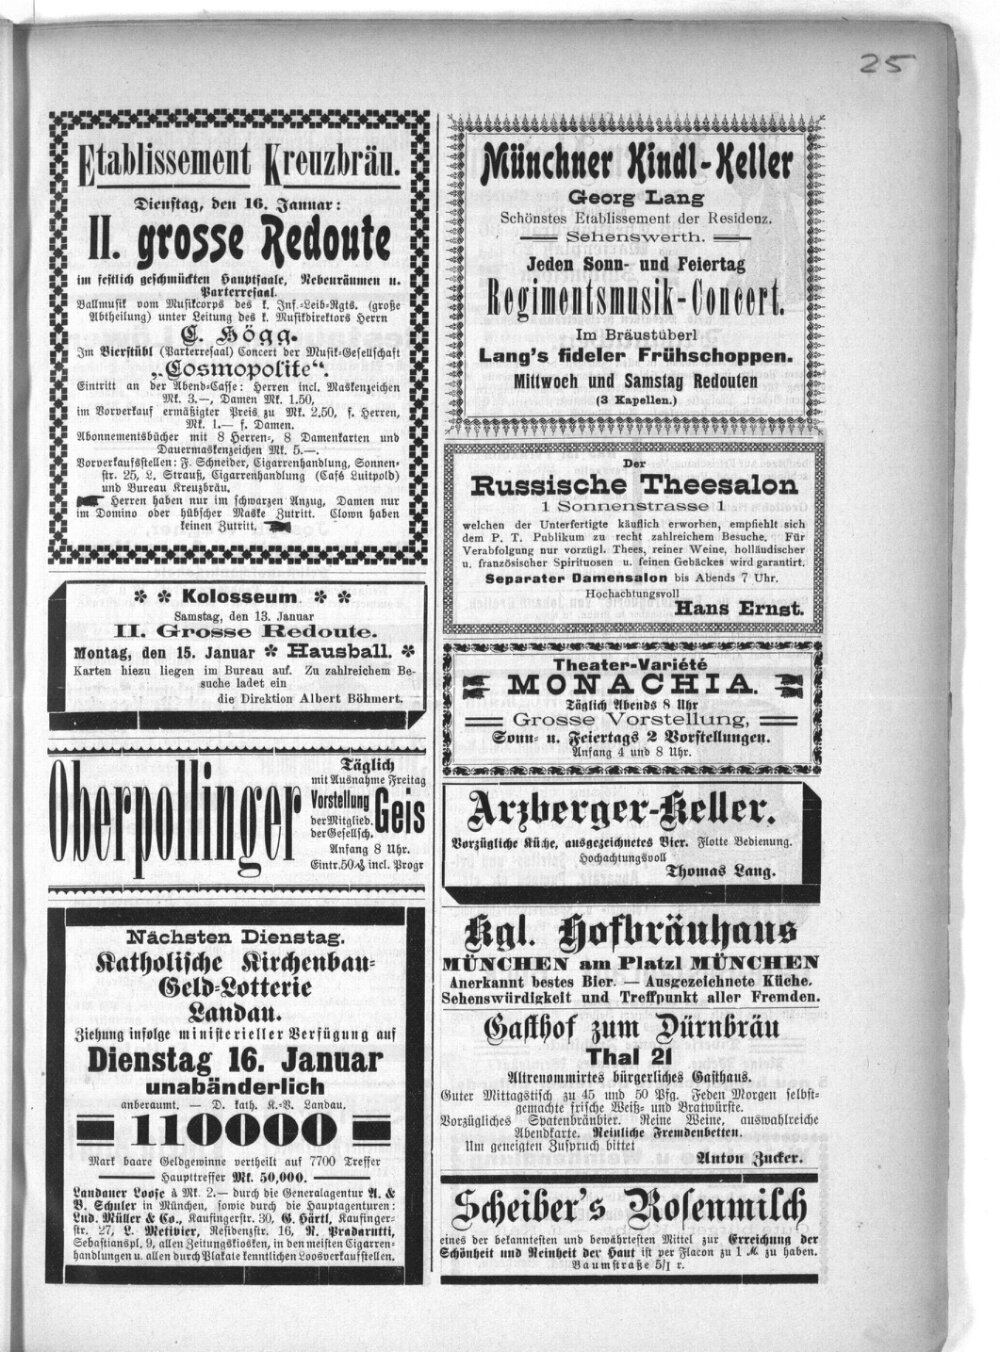 25
Etablissement Kreuzbräu.
Dienstag, den 16. Januar:
II. grosse Redoute
im festlich geschmückten Hauptsaale, Nebenräumen u.
Parterresaal.
Ballmusik vom Musikcorps des k. Inf.-Leib-Rgts. (große
Abtheilung) unter Leitung des k. Musikdirektors Herrn
C. Högg.
Im Bierstübl (Parterresaal) Concert der Musik-Gesellschaft
„Cosmopolite“.
Eintritt an der Abend-Casse: Herren incl. Maskenzeichen
Mk. 3.—, Damen Mk. 1.50,
im Vorverkauf ermäßigter Preis zu Mk. 2,50, f. Herren,
Mk. 1.— f. Damen.
Abonnementsbücher mit 8 Herren-, 8 Damenkarten und
Dauermaskenzeichen Mk. 5.—.
Vorverkaufsstellen: F. Schneider, Cigarrenhandlung, Sonnen-
str. 25, L. Strauß, Cigarrenhandlung (Café Luitpold)
und Bureau Kreuzbräu.
Herren haben nur im schwarzen Anzug, Damen nur
im Domino oder hübscher Maske Zutritt. Clown haben
keinen Zutritt.
Kolosseum
Samstag, den 13. Januar
II. Grosse Redoute.
Montag, den 15. Januar ✽ Hausball. ✽
Karten hiezu liegen im Bureau auf. Zu zahlreichem Be-
suche ladet ein
die Direktion Albert Böhmert.
Oberpollinger
Täglich
mit Ausnahme Freitag
Vorstellung
der Mitglied.
der Gesellsch.
Geis
Anfang 8 Uhr.
Eintr. 50 ₰ incl. Progr
Nächsten Dienstag.
Katholische Kirchenbau-
Geld-Lotterie
Landau.
Ziehung infolge ministerieller Verfügung auf
Dienstag 16. Januar
unabänderlich
anberaumt. — D. kath. K.-V. Landau.
110000
Mark baare Geldgewinne vertheilt auf 7700 Treffer
Haupttreffer Mk. 50,000.
Landauer Loose à Mk. 2.— durch die Generalagentur A. &
B. Schuler in München, sowie durch die Hauptagenturen:
Lud. Müller & Co., Kaufingerstr. 30, G. Härtl, Kaufinger-
str. 27, L. Metivier, Residenzstr. 16, R. Pradarutti,
Sebastianspl. 9, allen Zeitungskiosken, in den meisten Cigarren-
handlungen u. allen durch Plakate kenntlichen Loosverkaufstellen.
Münchner Kindl-Keller
Georg Lang
Schönstes Etablissement der Residenz.
Sehenswerth.
Jeden Sonn- und Feiertag
Regimentsmusik-Concert.
Im Bräustüberl
Lang's fideler Frühschoppen.
Mittwoch und Samstag Redouten
(3 Kapellen.)
Der
Russische Theesalon
1 Sonnenstrasse 1
welchen der Unterfertigte käuflich erworben, empfiehlt sich
dem P. T. Publikum zu recht zahlreichem Besuche. Für
Verabfolgung nur vorzügl. Thees, reiner Weine, holländischer
u. französischer Spirituosen u. feinen Gebäckes wird garantirt.
Separater Damensalon bis Abends 7 Uhr.
Hochachtungsvoll
Hans Ernst.
Theater-Variété
MONACHIA.
Täglich Abends 8 Uhr
Grosse Vorstellung,
Sonn- u. Feiertags 2 Vorstellungen.
Anfang 4 und 8 Uhr.
Arzberger-Keller.
Vorzügliche Küche, ausgezeichnetes Bier. Flotte Bedienung.
Hochachtungsvoll
Thomas Lang.
Kgl. Hofbräuhaus
MÜNCHEN am Platzl MÜNCHEN
Anerkannt bestes Bier. — Ausgezeichnete Küche.
Sehenswürdigkeit und Treffpunkt aller Fremden.
Gasthof zum Dürnbräu
Thal 21
Altrenommirtes bürgerliches Gasthaus.
Guter Mittagstisch zu 45 und 50 Pfg. Jeden Morgen selbst-
gemachte frische Weiß- und Bratwürste.
Vorzügliches Spatenbräubier. Reine Weine, auswahlreiche
Abendkarte. Reinliche Fremdenbetten.
Um geneigten Zuspruch bittet
Anton Zucker.
Scheiber's Rosenmilch
eines der bekanntesten und bewährtesten Mittel zur Erreichung der
Schönheit und Reinheit der Haut ist per Flacon zu 1 M. zu haben.
Baumstraße 5/I r.